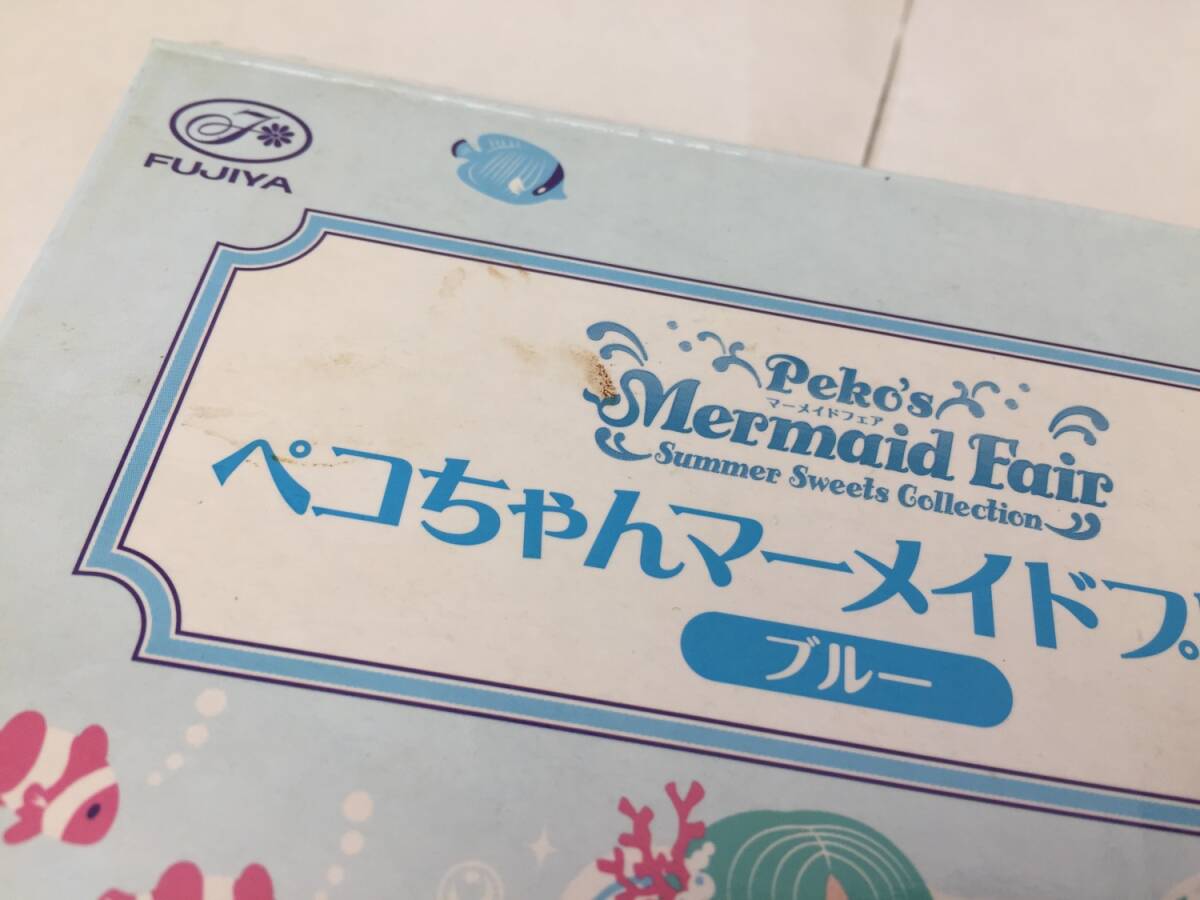 FUJIYA
Peko's
マーメイドフェア
Mermaid Fair
Summer Sweets Collection
ペコちゃんマーメイドプ
ブルー